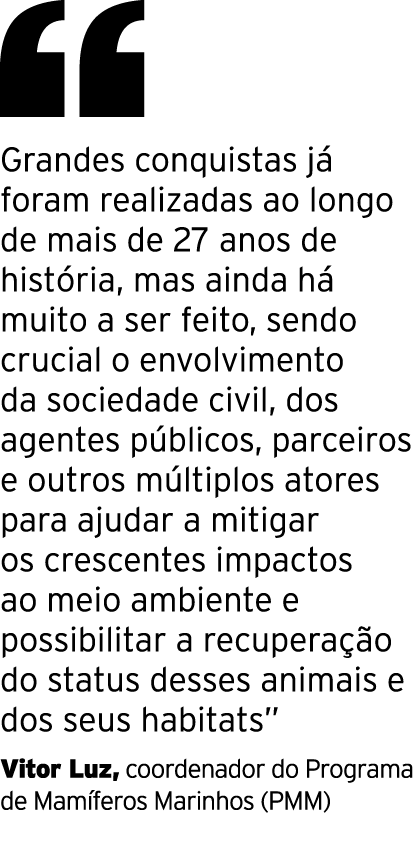 “
Grandes conquistas já
foram realizadas ao longo
de mais de 27 anos de
história, mas ainda há
muito a ser feito, sendo
crucial o envolvimento
da sociedade civil, dos
agentes públicos, parceiros
e outros múltiplos atores
para ajudar a mitigar
os crescentes impactos
ao meio ambiente e
possibilitar a recuperação
do status desses animais e
dos seus habitats”
Vitor Luz, coordenador do Programa
de Mamíferos Marinhos (PMM)